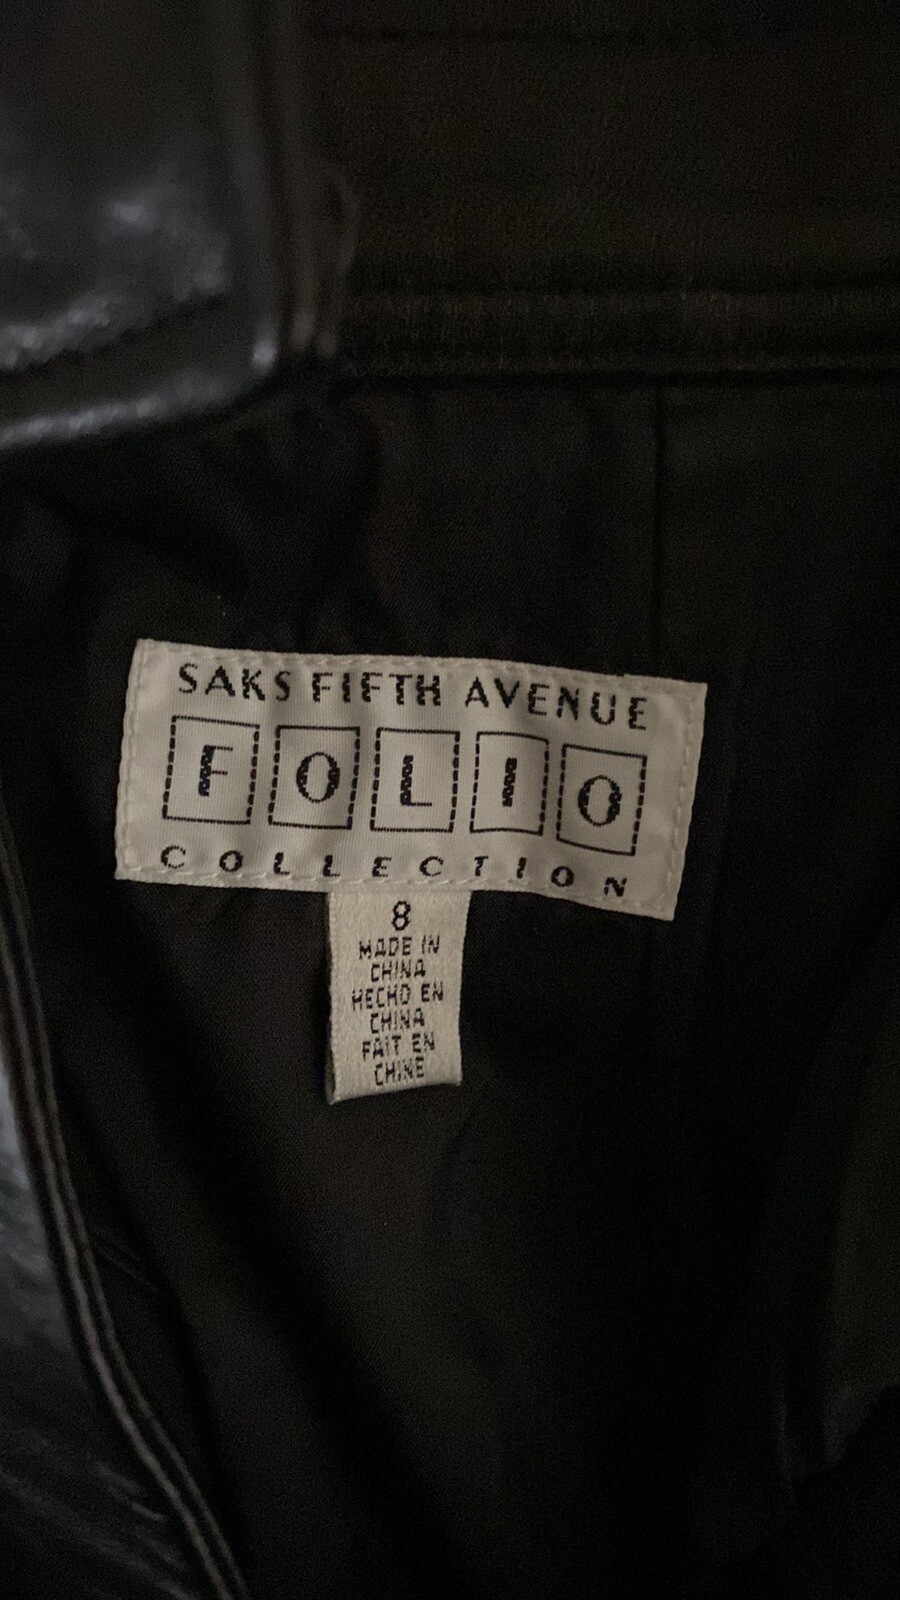 SAKS FIFTH AVENUE
FOLIO
COLLECTION
8
MADE IN
CHINA
HECHO EN
CHINA
FAIT EN
CHINE